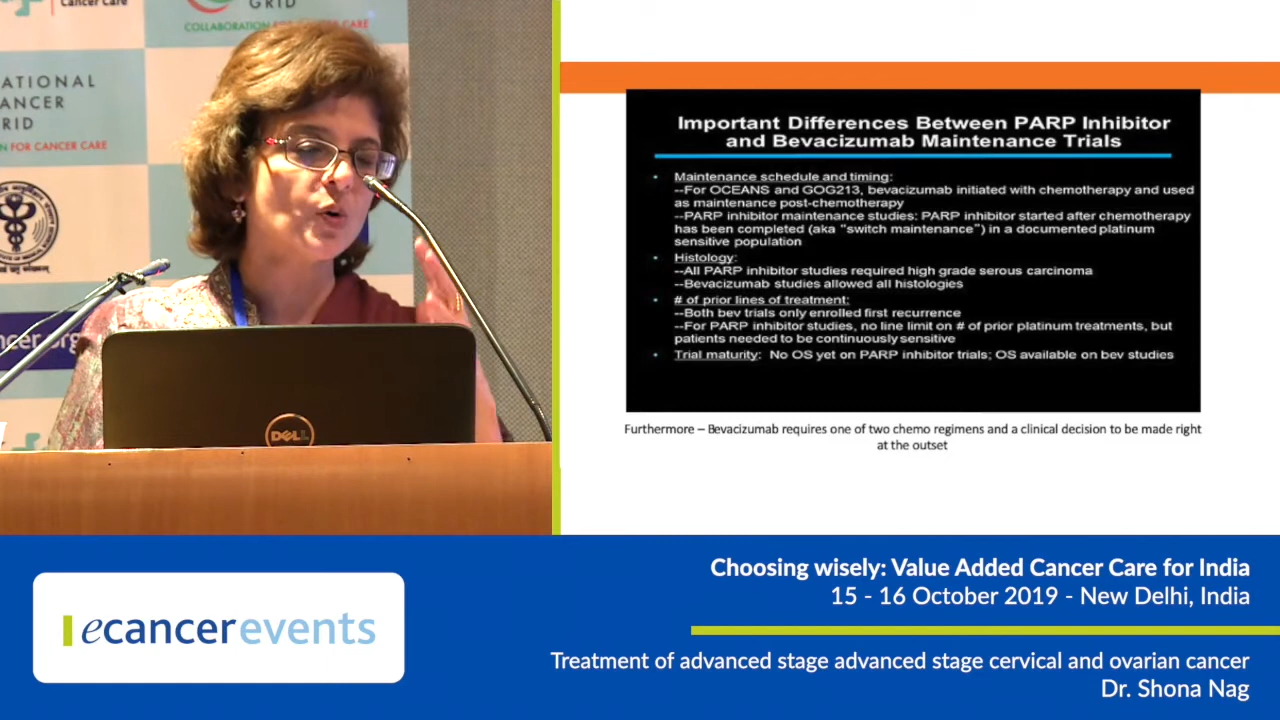 Cancer Care
GRID
COLLABORATION FOR CANCER CARE
ATIONAL
ANCER
RID
N FOR CANCER CARE
ncer.org
DELL
Important Differences Between PARP Inhibitor
and Bevacizumab Maintenance Trials
• Maintenance schedule and timing:
--For OCEANS and GOG213, bevacizumab initiated with chemotherapy and used
as maintenance post-chemotherapy
--PARP inhibitor maintenance studies: PARP inhibitor started after chemotherapy
has been completed (aka "switch maintenance") in a documented platinum
sensitive population
• Histology:
--All PARP inhibitor studies required high grade serous carcinoma
--Bevacizumab studies allowed all histologies
• # of prior lines of treatment:
--Both bev trials only enrolled first recurrence
--For PARP inhibitor studies, no line limit on # of prior platinum treatments, but
patients needed to be continuously sensitive
• Trial maturity: No OS yet on PARP inhibitor trials; OS available on bev studies
Furthermore – Bevacizumab requires one of two chemo regimens and a clinical decision to be made right
at the outset
ecancerevents
Choosing wisely: Value Added Cancer Care for India
15 - 16 October 2019 - New Delhi, India
Treatment of advanced stage advanced stage cervical and ovarian cancer
Dr. Shona Nag